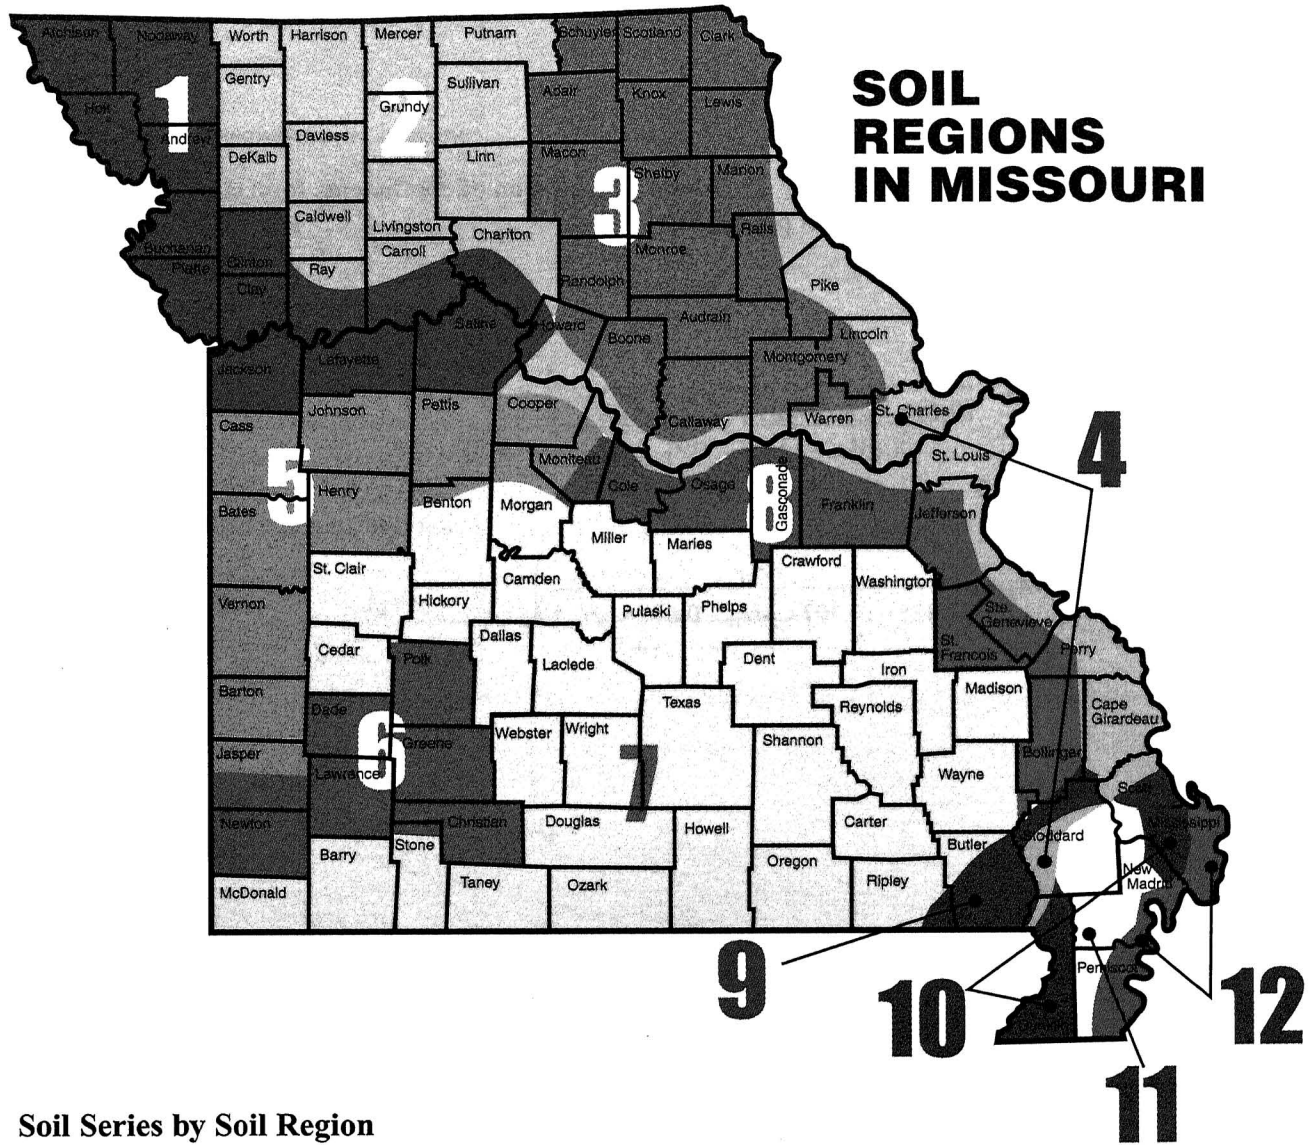 SOIL
REGIONS
IN MISSOURI
Atchison
Nodaway
Worth
Harrison
Mercer
Putnam
Schuyler
Scotland
Clark
Gentry
Sullivan
Adair
Knox
Lewis
Holt
1
Andrew
2
Grundy
Daviess
DeKalb
Linn
Macon
3
Shelby
Marion
Buchanan
Clinton
Caldwell
Livingston
Chariton
Monroe
Ralls
Platte
Clay
Ray
Carroll
Randolph
Pike
Audrain
Lincoln
Saline
Howard
Boone
Jackson
Lafayette
Montgomery
Cass
Johnson
Pettis
Cooper
Callaway
Warren
St. Charles
4
5
Moniteau
St. Louis
Bates
Henry
Benton
Morgan
Cole
Osage
8
Gasconade
Franklin
Jefferson
Miller
Maries
Crawford
Washington
St. Clair
Camden
Vernon
Hickory
Pulaski
Phelps
Ste.
Genevieve
Cedar
Polk
Dallas
Laclede
Dent
Iron
St.
Francois
Perry
Barton
Dade
Texas
Reynolds
Madison
Cape
Girardeau
Jasper
6
Greene
Webster
Wright
7
Shannon
Bollinger
Lawrence
Wayne
Scott
Newton
Christian
Douglas
Howell
Carter
Stoddard
Mississippi
Barry
Stone
Oregon
Butler
McDonald
Taney
Ozark
Ripley
New
Madrid
9
10
Pemiscot
12
11
Soil Series by Soil Region